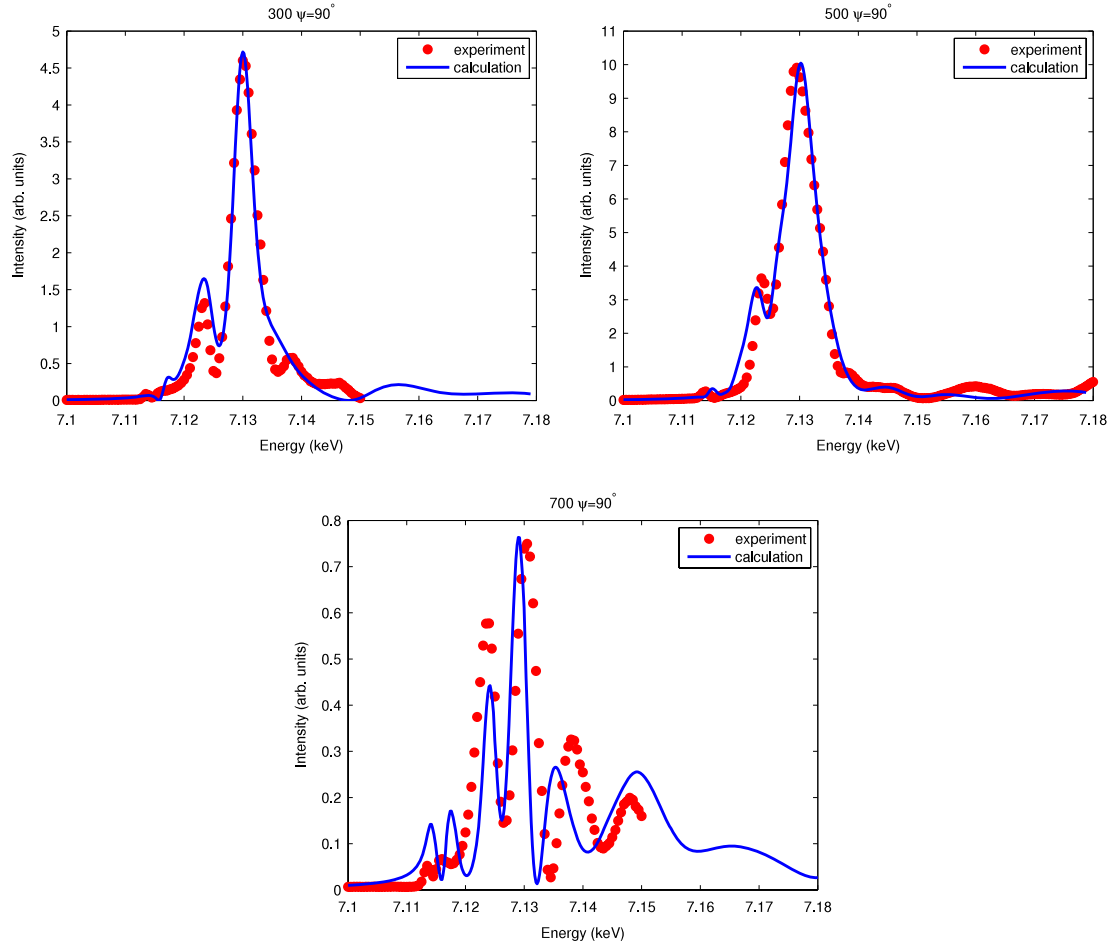 300 ψ=90°
5
4.5
4
3.5
3
2.5
2
1.5
1
0.5
0
7.1 7.11 7.12 7.13 7.14 7.15 7.16 7.17 7.18
Energy (keV)
Intensity (arb. units)
experiment
calculation
500 ψ=90°
11
10
9
8
7
6
5
4
3
2
1
0
7.1 7.11 7.12 7.13 7.14 7.15 7.16 7.17 7.18
Energy (keV)
Intensity (arb. units)
experiment
calculation
700 ψ=90°
0.8
0.7
0.6
0.5
0.4
0.3
0.2
0.1
0
7.1 7.11 7.12 7.13 7.14 7.15 7.16 7.17 7.18
Energy (keV)
Intensity (arb. units)
experiment
calculation